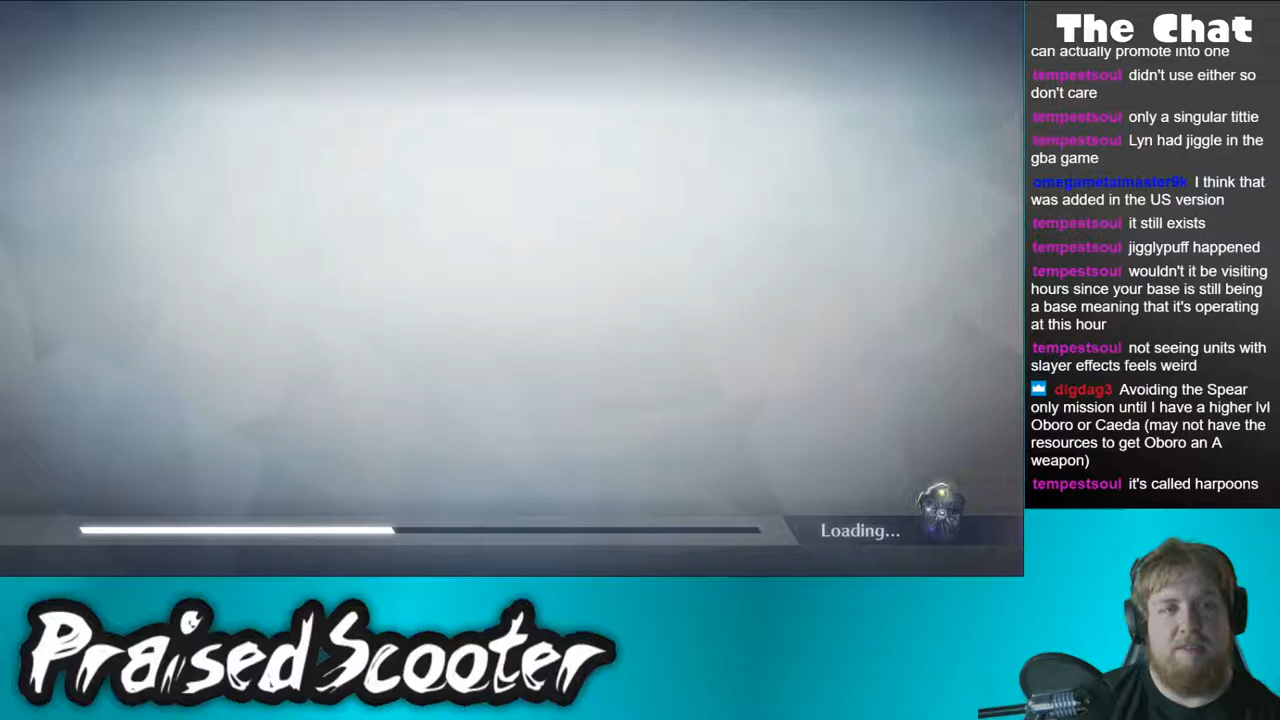 The Chat
can actually promote into one
tempestsoul didn't use either so
don't care
tempestsoul only a singular tittie
tempestsoul Lyn had jiggle in the
gba game
omegametalmaster9k I think that
was added in the US version
tempestsoul it still exists
tempestsoul jigglypuff happened
tempestsoul wouldn't it be visiting
hours since your base is still being
a base meaning that it's operating
at this hour
tempestsoul not seeing units with
slayer effects feels weird
digdag3 Avoiding the Spear
only mission until I have a higher lvl
Oboro or Caeda (may not have the
resources to get Oboro an A
weapon)
tempestsoul it's called harpoons
Loading...
PraisedScooter